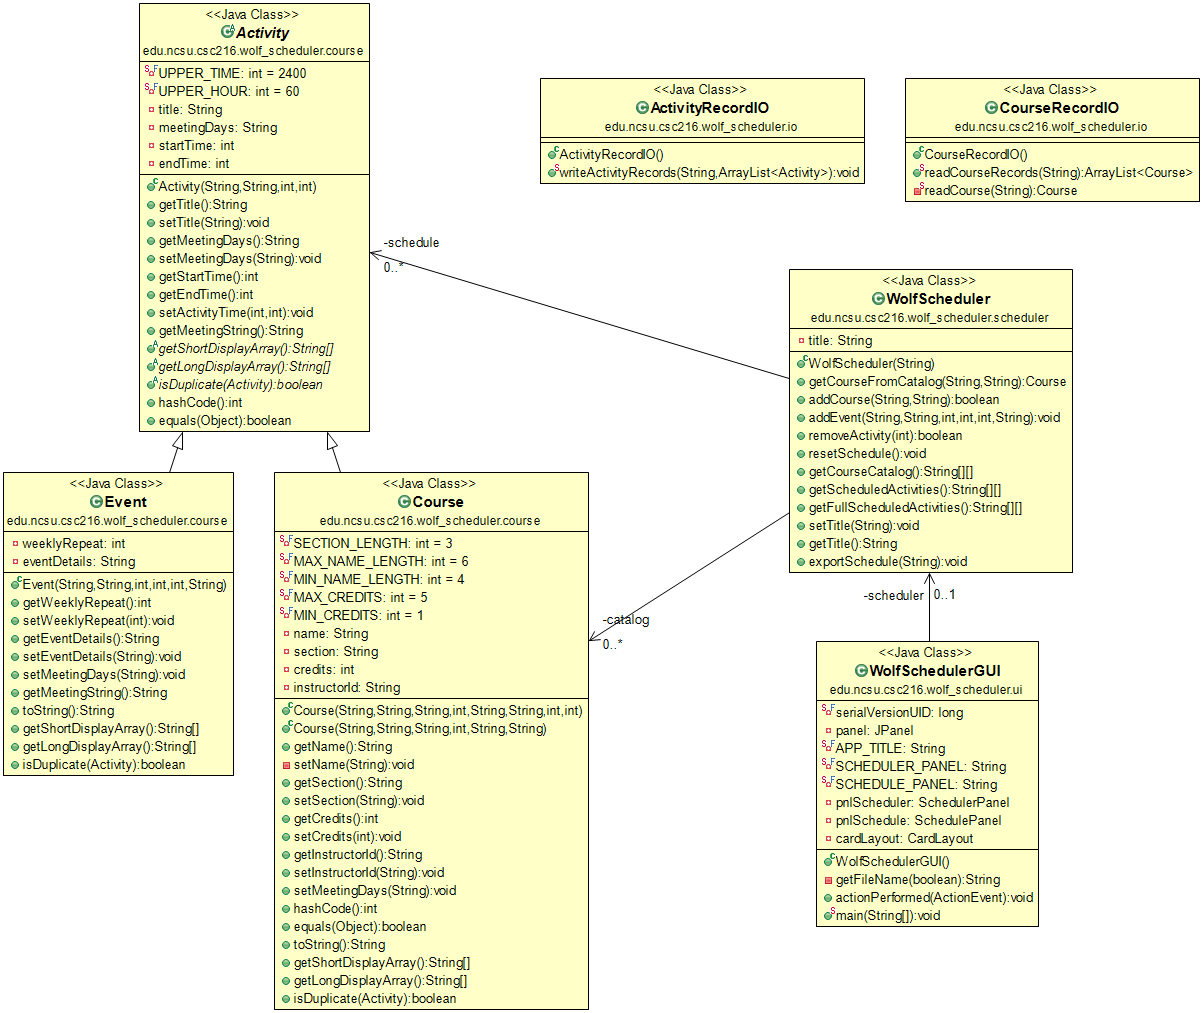 <<Java Class>>
Activity
edu.ncsu.csc216.wolf_scheduler.course
UPPER_TIME: int = 2400
UPPER_HOUR: int = 60
title: String
meetingDays: String
startTime: int
endTime: int
Activity(String,String,int,int)
getTitle():String
setTitle(String):void
getMeetingDays():String
setMeetingDays(String):void
getStartTime():int
getEndTime():int
setActivityTime(int,int):void
getMeetingString():String
getShortDisplayArray():String[]
getLongDisplayArray():String[]
isDuplicate(Activity):boolean
hashCode():int
equals(Object):boolean
<<Java Class>>
ActivityRecordIO
edu.ncsu.csc216.wolf_scheduler.io
ActivityRecordIO()
writeActivityRecords(String,ArrayList<Activity>):void
<<Java Class>>
CourseRecordIO
edu.ncsu.csc216.wolf_scheduler.io
CourseRecordIO()
readCourseRecords(String):ArrayList<Course>
readCourse(String):Course
-schedule
0..*
<<Java Class>>
WolfScheduler
edu.ncsu.csc216.wolf_scheduler.scheduler
title: String
WolfScheduler(String)
getCourseFromCatalog(String,String):Course
addCourse(String,String):boolean
addEvent(String,String,int,int,int,String):void
removeActivity(int):boolean
resetSchedule():void
getCourseCatalog():String[][]
getScheduledActivities():String[][]
getFullScheduledActivities():String[][]
setTitle(String):void
getTitle():String
exportSchedule(String):void
<<Java Class>>
Event
edu.ncsu.csc216.wolf_scheduler.course
weeklyRepeat: int
eventDetails: String
Event(String,String,int,int,int,String)
getWeeklyRepeat():int
setWeeklyRepeat(int):void
getEventDetails():String
setEventDetails(String):void
setMeetingDays(String):void
getMeetingString():String
toString():String
getShortDisplayArray():String[]
getLongDisplayArray():String[]
isDuplicate(Activity):boolean
<<Java Class>>
Course
edu.ncsu.csc216.wolf_scheduler.course
SECTION_LENGTH: int = 3
MAX_NAME_LENGTH: int = 6
MIN_NAME_LENGTH: int = 4
MAX_CREDITS: int = 5
MIN_CREDITS: int = 1
name: String
section: String
credits: int
instructorId: String
Course(String,String,String,int,String,String,int,int)
Course(String,String,String,int,String,String)
getName():String
setName(String):void
getSection():String
setSection(String):void
getCredits():int
setCredits(int):void
getInstructorId():String
setInstructorId(String):void
setMeetingDays(String):void
hashCode():int
equals(Object):boolean
toString():String
getShortDisplayArray():String[]
getLongDisplayArray():String[]
isDuplicate(Activity):boolean
-catalog
0..*
-scheduler
0..1
<<Java Class>>
WolfSchedulerGUI
edu.ncsu.csc216.wolf_scheduler.ui
serialVersionUID: long
panel: JPanel
APP_TITLE: String
SCHEDULER_PANEL: String
SCHEDULE_PANEL: String
pnlScheduler: SchedulerPanel
pnlSchedule: SchedulePanel
cardLayout: CardLayout
WolfSchedulerGUI()
getFileName(boolean):String
actionPerformed(ActionEvent):void
main(String[]):void